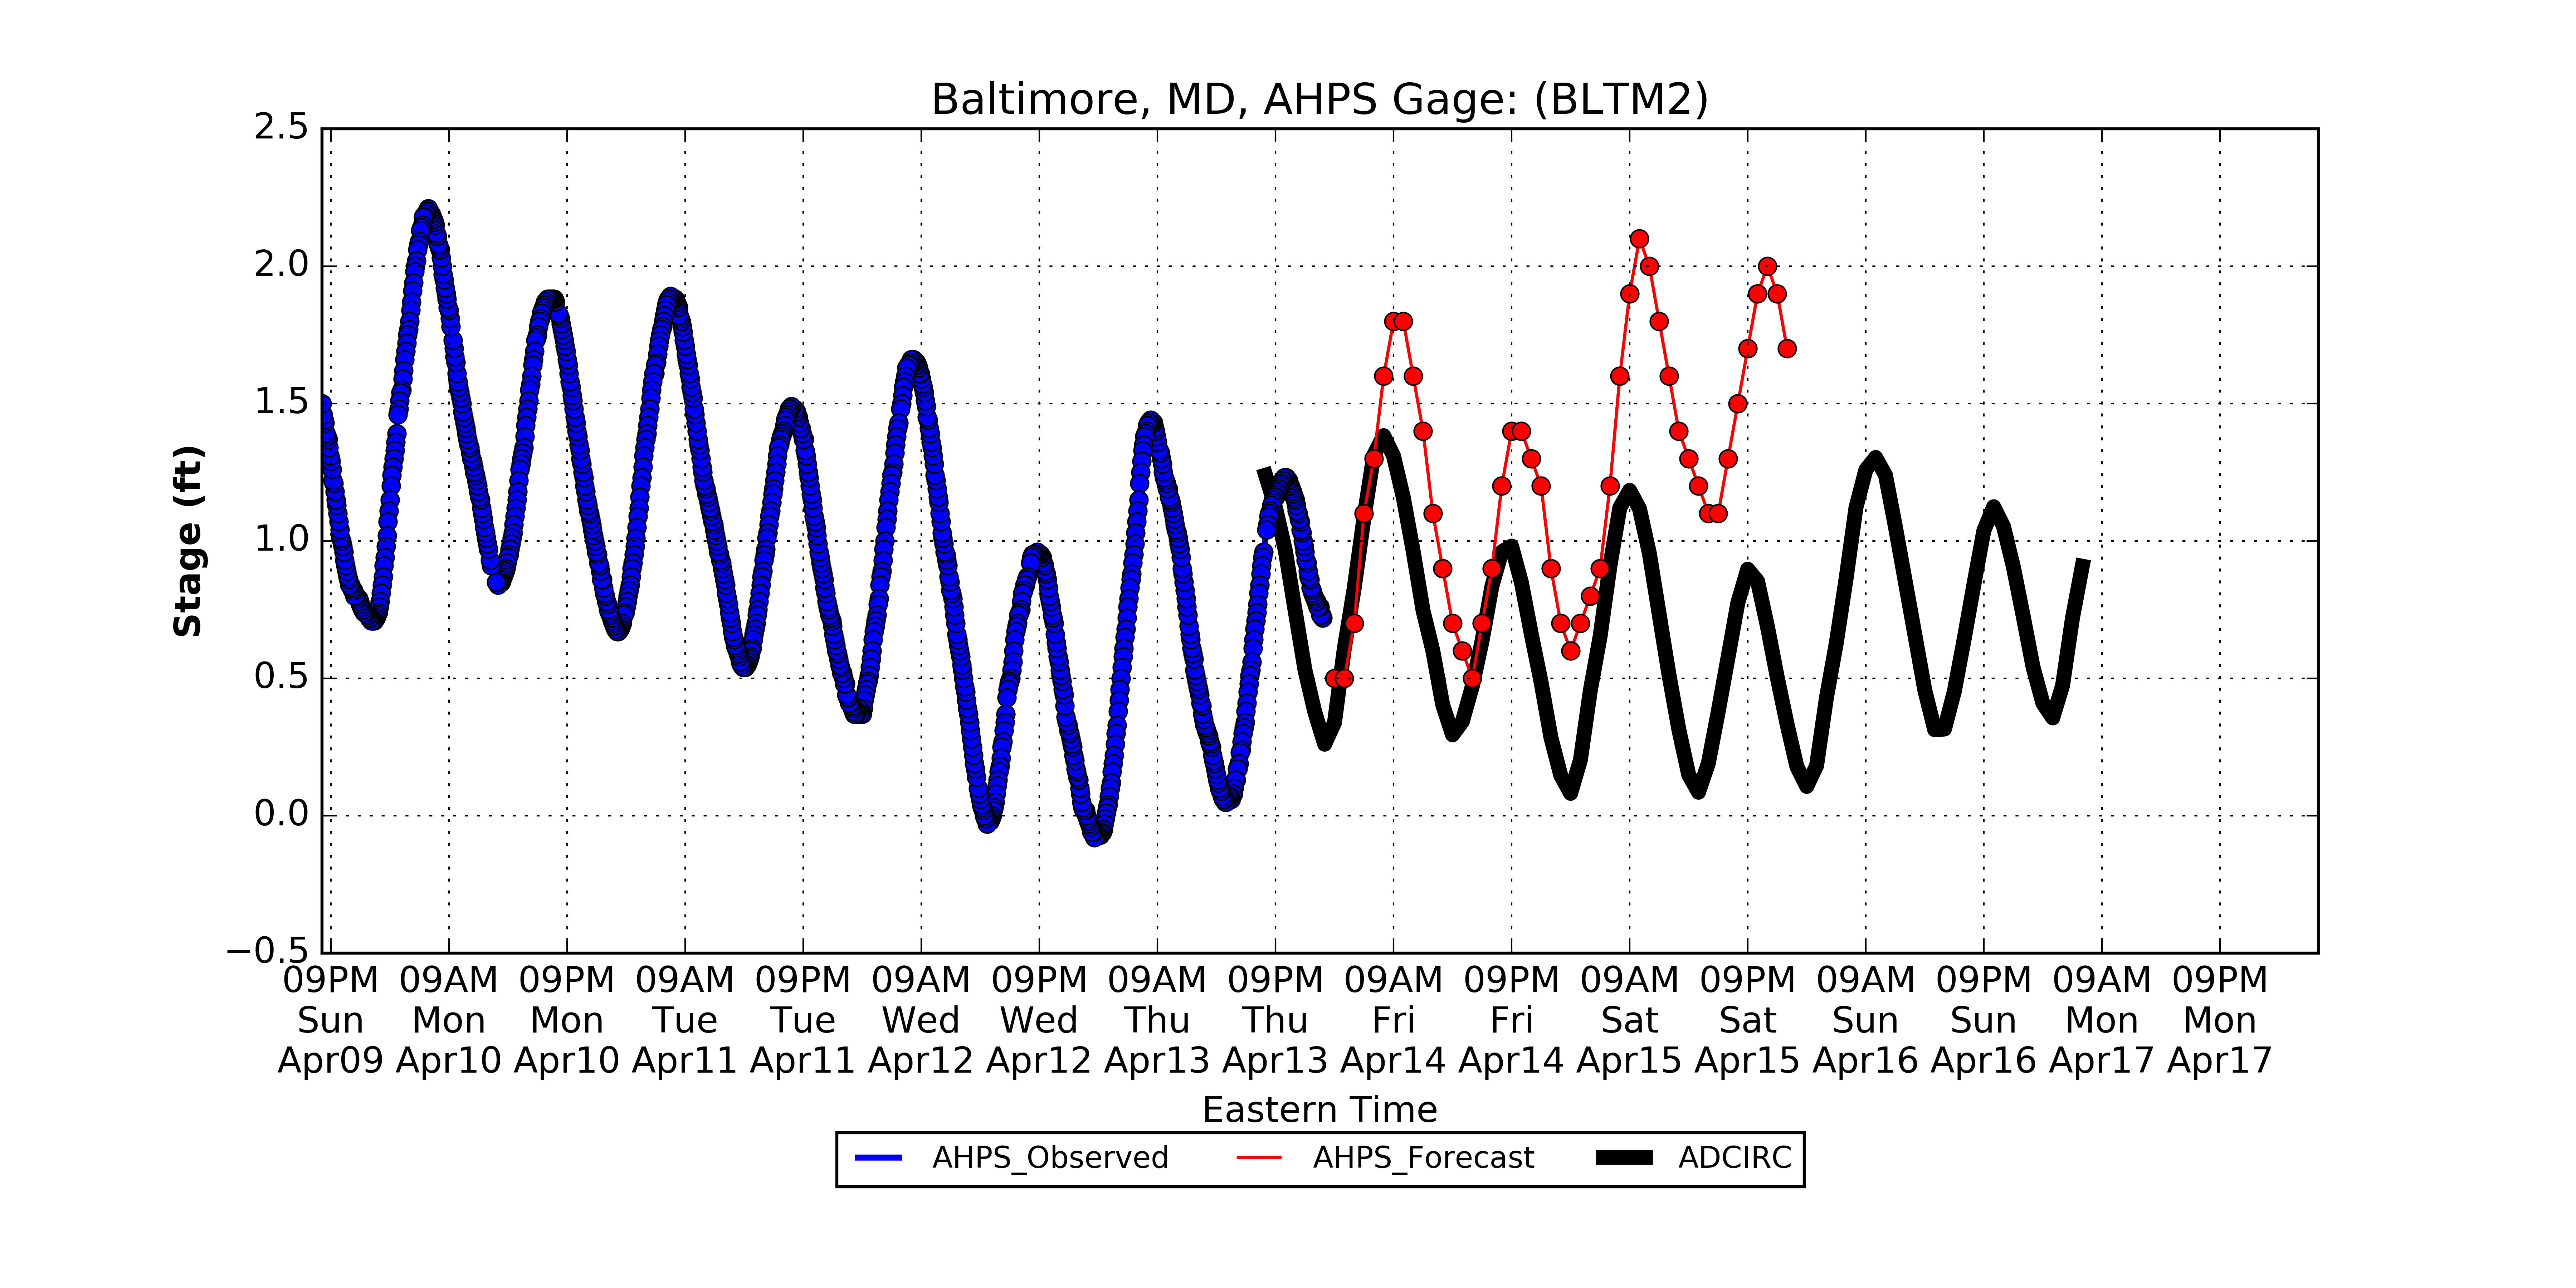 Baltimore, MD, AHPS Gage: (BLTM2)
2.5
2.0
1.5
1.0
0.5
0.0
−0.5
Stage (ft)
09PM 09AM 09PM 09AM 09PM 09AM 09PM 09AM 09PM 09AM 09PM 09AM 09PM 09AM 09PM 09AM 09PM
Sun Mon Mon Tue Tue Wed Wed Thu Thu Fri Fri Sat Sat Sun Sun Mon Mon
Apr09 Apr10 Apr10 Apr11 Apr11 Apr12 Apr12 Apr13 Apr13 Apr14 Apr14 Apr15 Apr15 Apr16 Apr16 Apr17 Apr17
Eastern Time
AHPS_Observed AHPS_Forecast ADCIRC